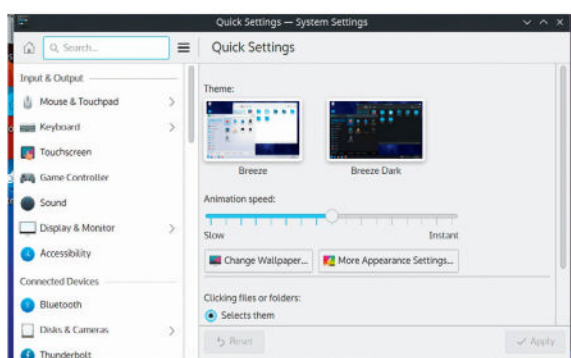 Quick Settings — System Settings
Search...
Quick Settings
Input & Output
Mouse & Touchpad
Keyboard
Touchscreen
Game Controller
Sound
Display & Monitor
Accessibility
Connected Devices
Bluetooth
Disks & Cameras
Thunderbolt
Theme:
Breeze
Breeze Dark
Animation speed:
Slow
Instant
Change Wallpaper...
More Appearance Settings...
Clicking files or folders:
Selects them
Reset
Apply